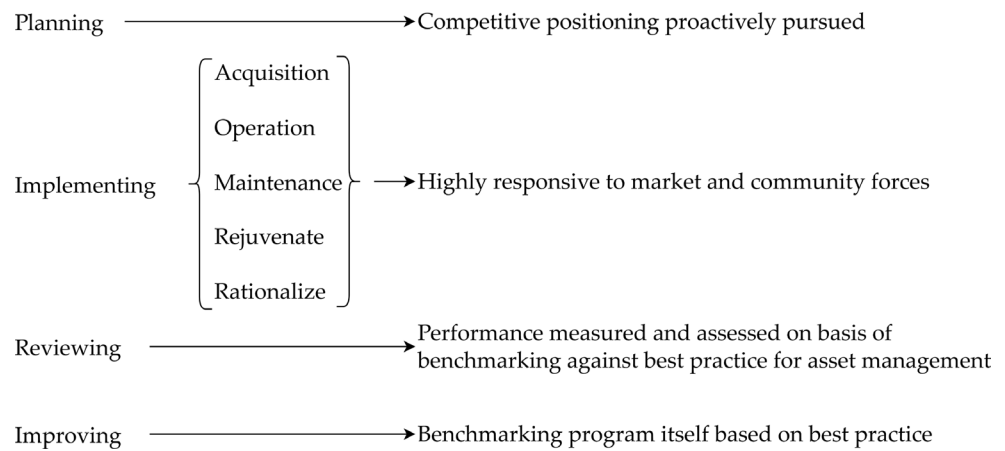 Planning
Competitive positioning proactively pursued
Implementing
Acquisition
Operation
Maintenance
Rejuvenate
Rationalize
Highly responsive to market and community forces
Reviewing
Performance measured and assessed on basis of
benchmarking against best practice for asset management
Improving
Benchmarking program itself based on best practice